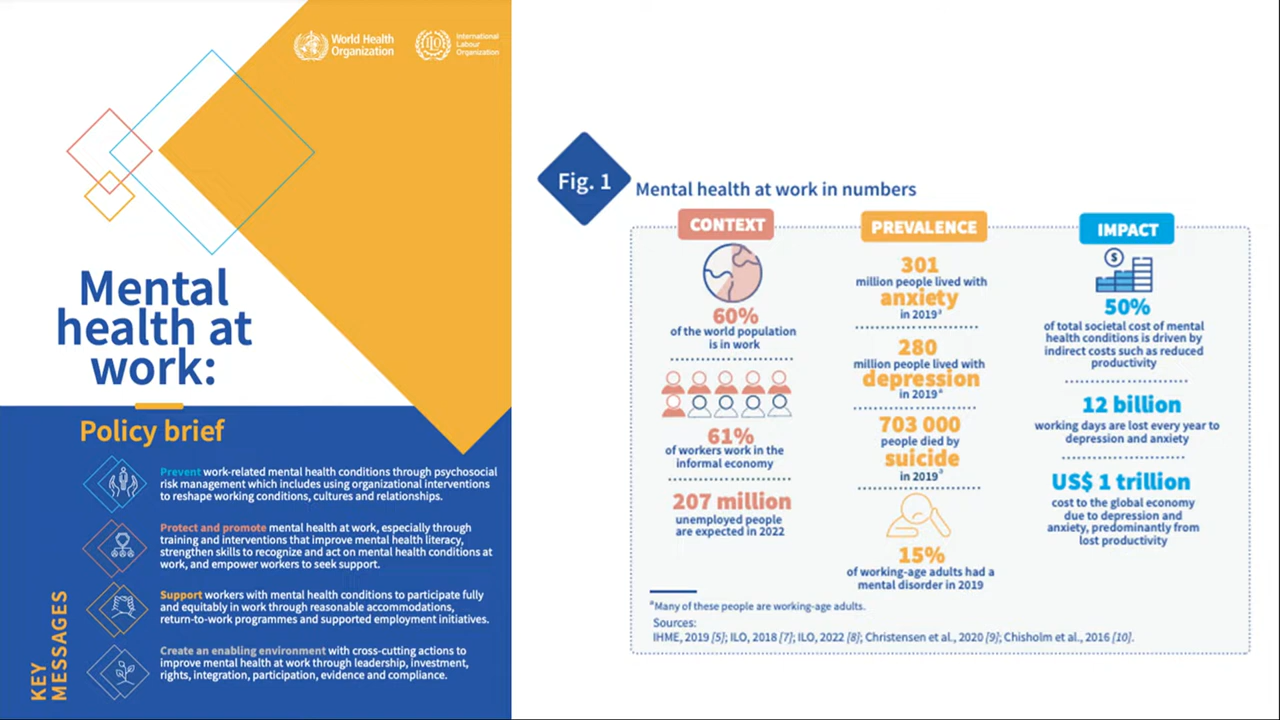 World Health
Organization
International
Labour
Organization
Mental
health at
work:
Policy brief
KEY
MESSAGES
Prevent work-related mental health conditions through psychosocial
risk management which includes using organizational interventions
to reshape working conditions, cultures and relationships.
Protect and promote mental health at work, especially through
training and interventions that improve mental health literacy,
strengthen skills to recognize and act on mental health conditions at
work, and empower workers to seek support.
Support workers with mental health conditions to participate fully
and equitably in work through reasonable accommodations,
return-to-work programmes and supported employment initiatives.
Create an enabling environment with cross-cutting actions to
improve mental health at work through leadership, investment,
rights, integration, participation, evidence and compliance.
Fig. 1
Mental health at work in numbers
CONTEXT
60%
of the world population
is in work
61%
of workers work in the
informal economy
207 million
unemployed people
are expected in 2022
PREVALENCE
301
million people lived with
anxiety
in 2019ᵃ
280
million people lived with
depression
in 2019ᵃ
703 000
people died by
suicide
in 2019ᵃ
15%
of working-age adults had a
mental disorder in 2019
IMPACT
$
50%
of total societal cost of mental
health conditions is driven by
indirect costs such as reduced
productivity
12 billion
working days are lost every year to
depression and anxiety
US$ 1 trillion
cost to the global economy
due to depression and
anxiety, predominantly from
lost productivity
ᵃMany of these people are working-age adults.
Sources:
IHME, 2019 [5]; ILO, 2018 [7]; ILO, 2022 [8]; Christensen et al., 2020 [9]; Chisholm et al., 2016 [10].